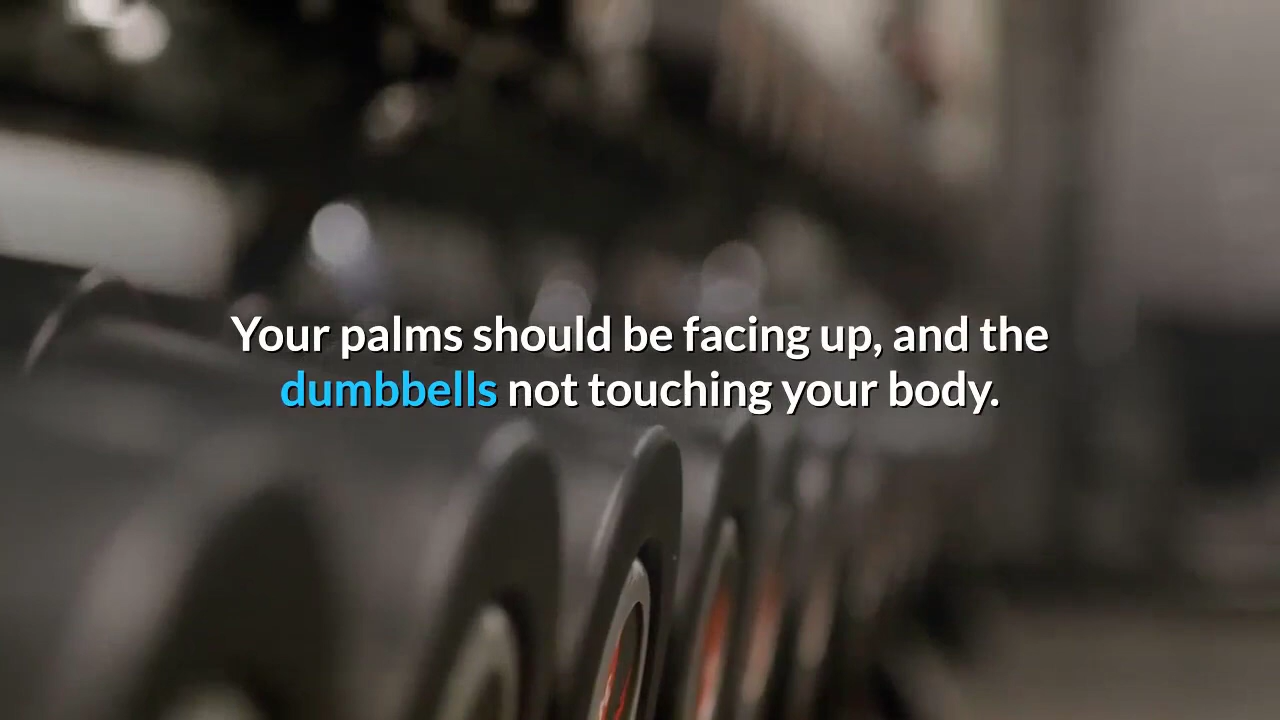 Your palms should be facing up, and the
dumbbells not touching your body.